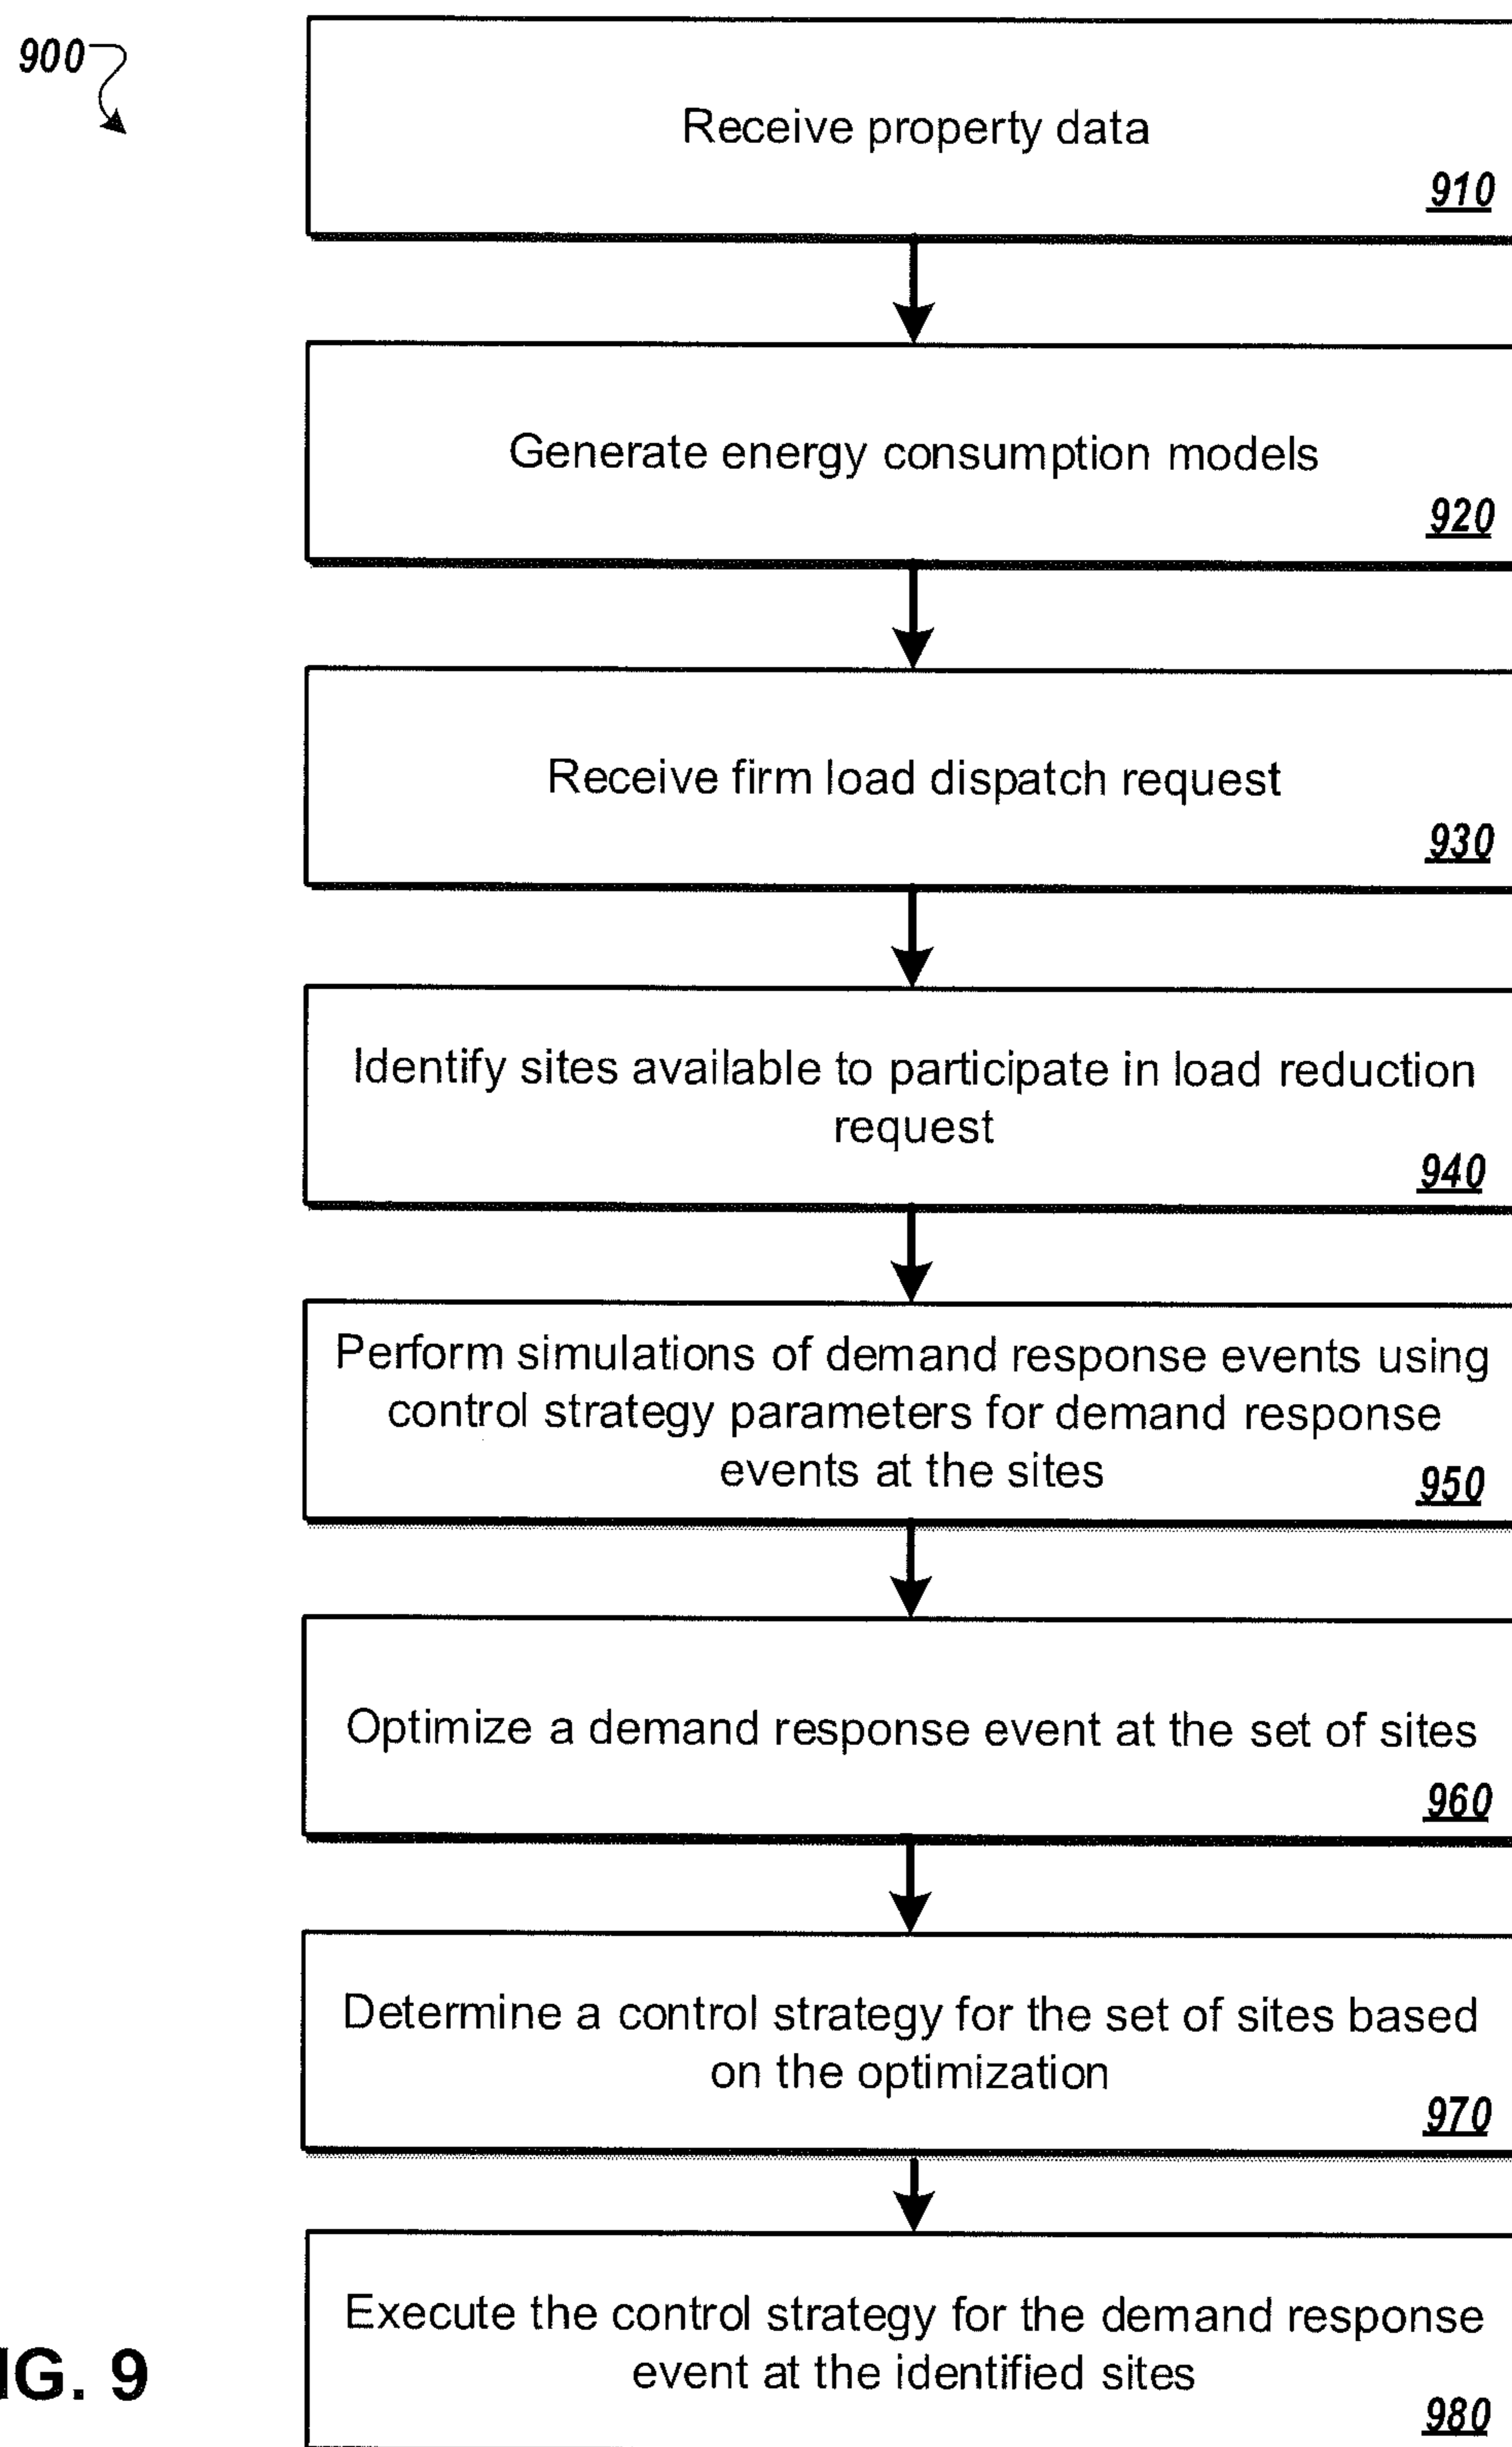 900
Receive property data
910
Generate energy consumption models
920
Receive firm load dispatch request
930
Identify sites available to participate in load reduction
request
940
Perform simulations of demand response events using
control strategy parameters for demand response
events at the sites
950
Optimize a demand response event at the set of sites
960
Determine a control strategy for the set of sites based
on the optimization
970
Execute the control strategy for the demand response
event at the identified sites
980
IG. 9